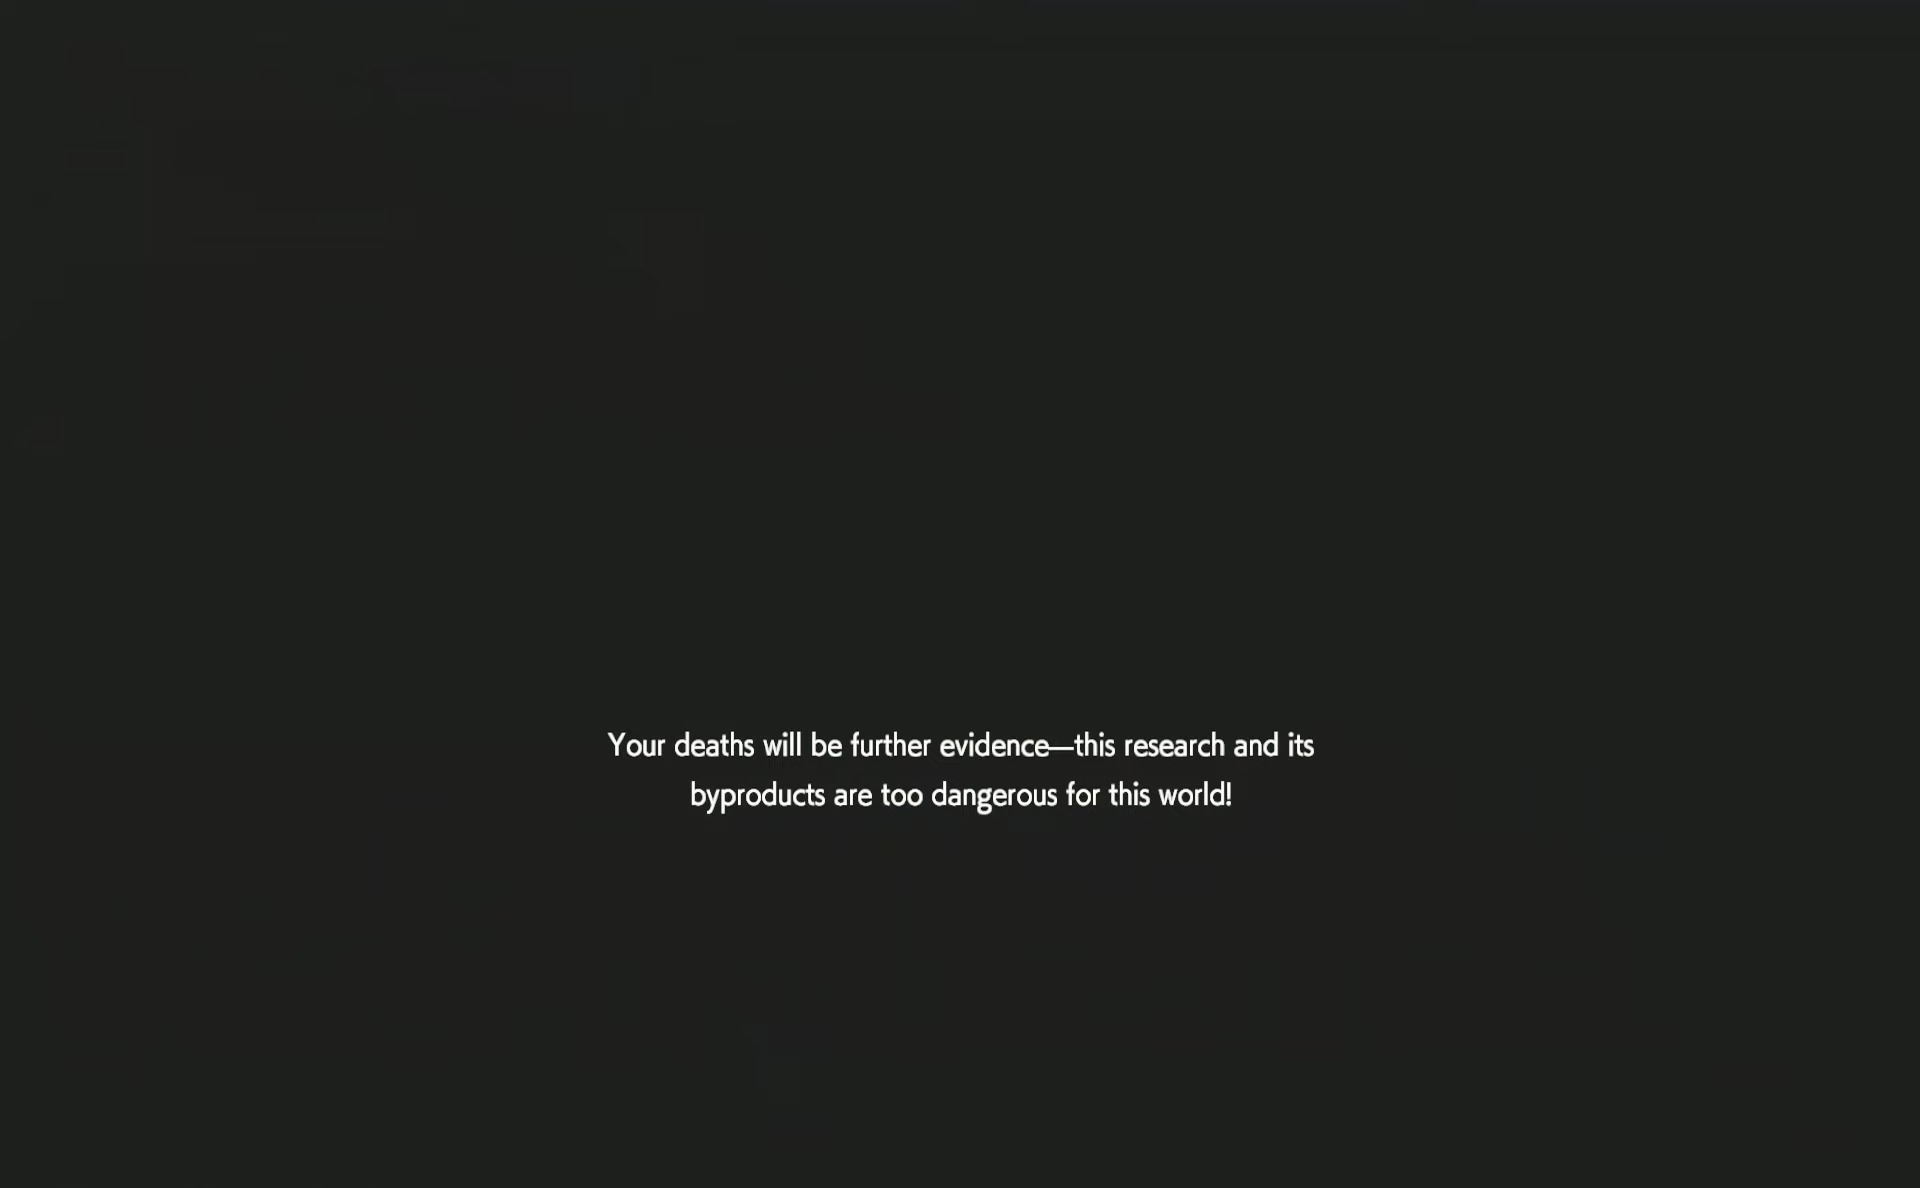 Your deaths will be further evidence—this research and its
byproducts are too dangerous for this world!